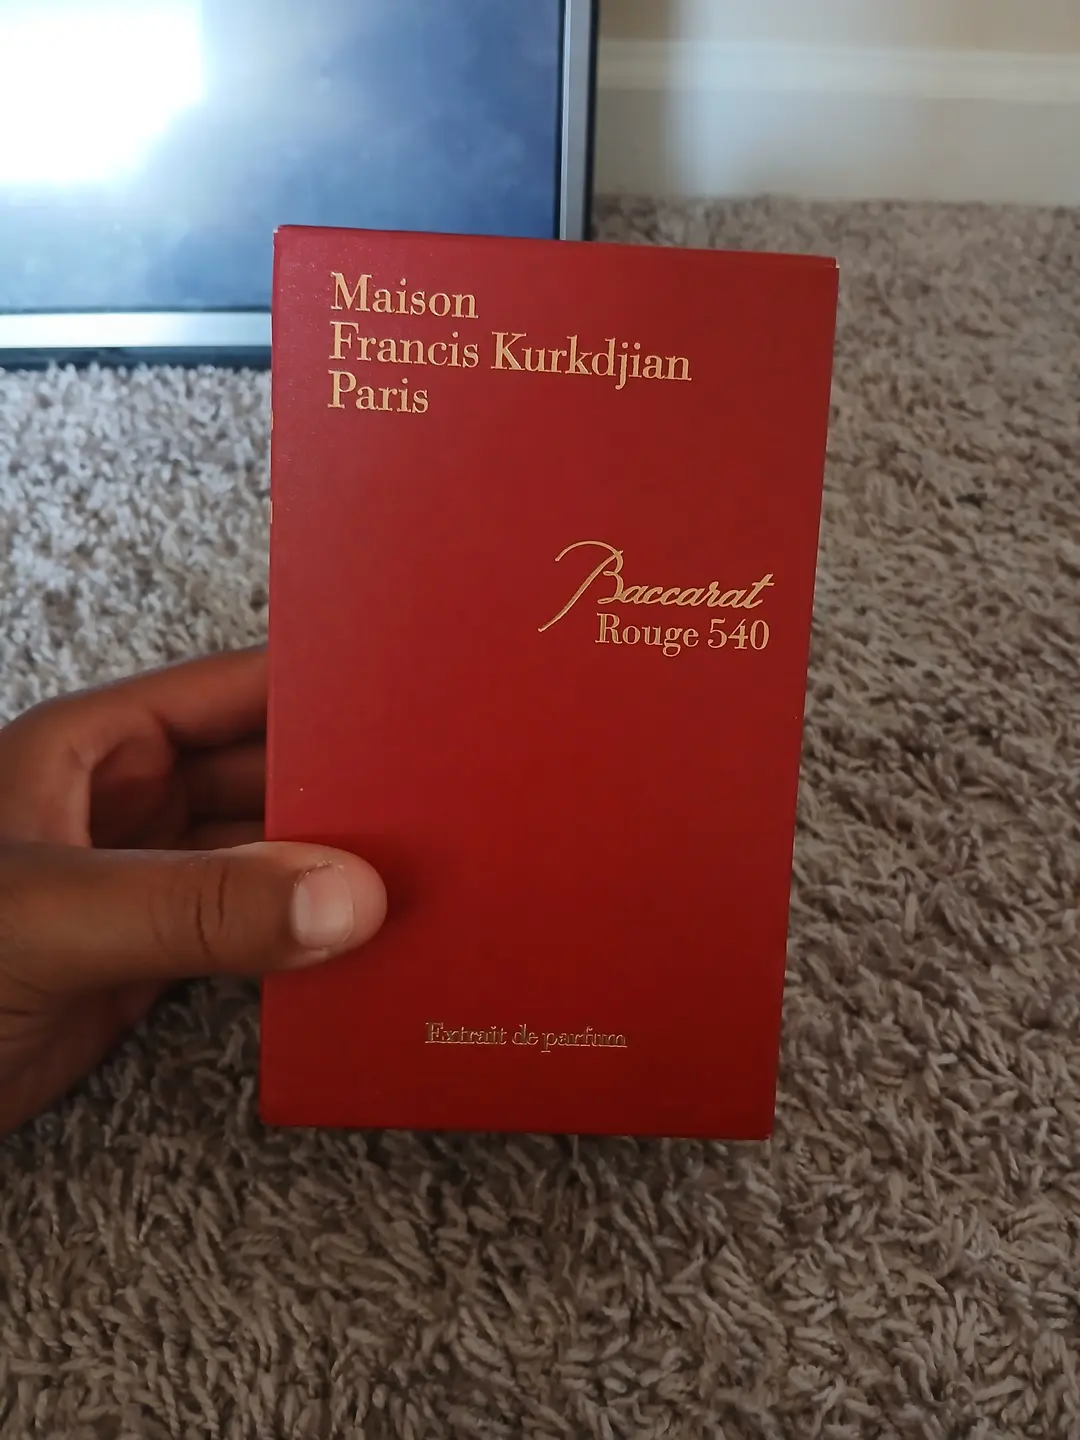 Maison
Francis Kurkdjian
Paris
Baccarat
Rouge 540
Extrait de parfum